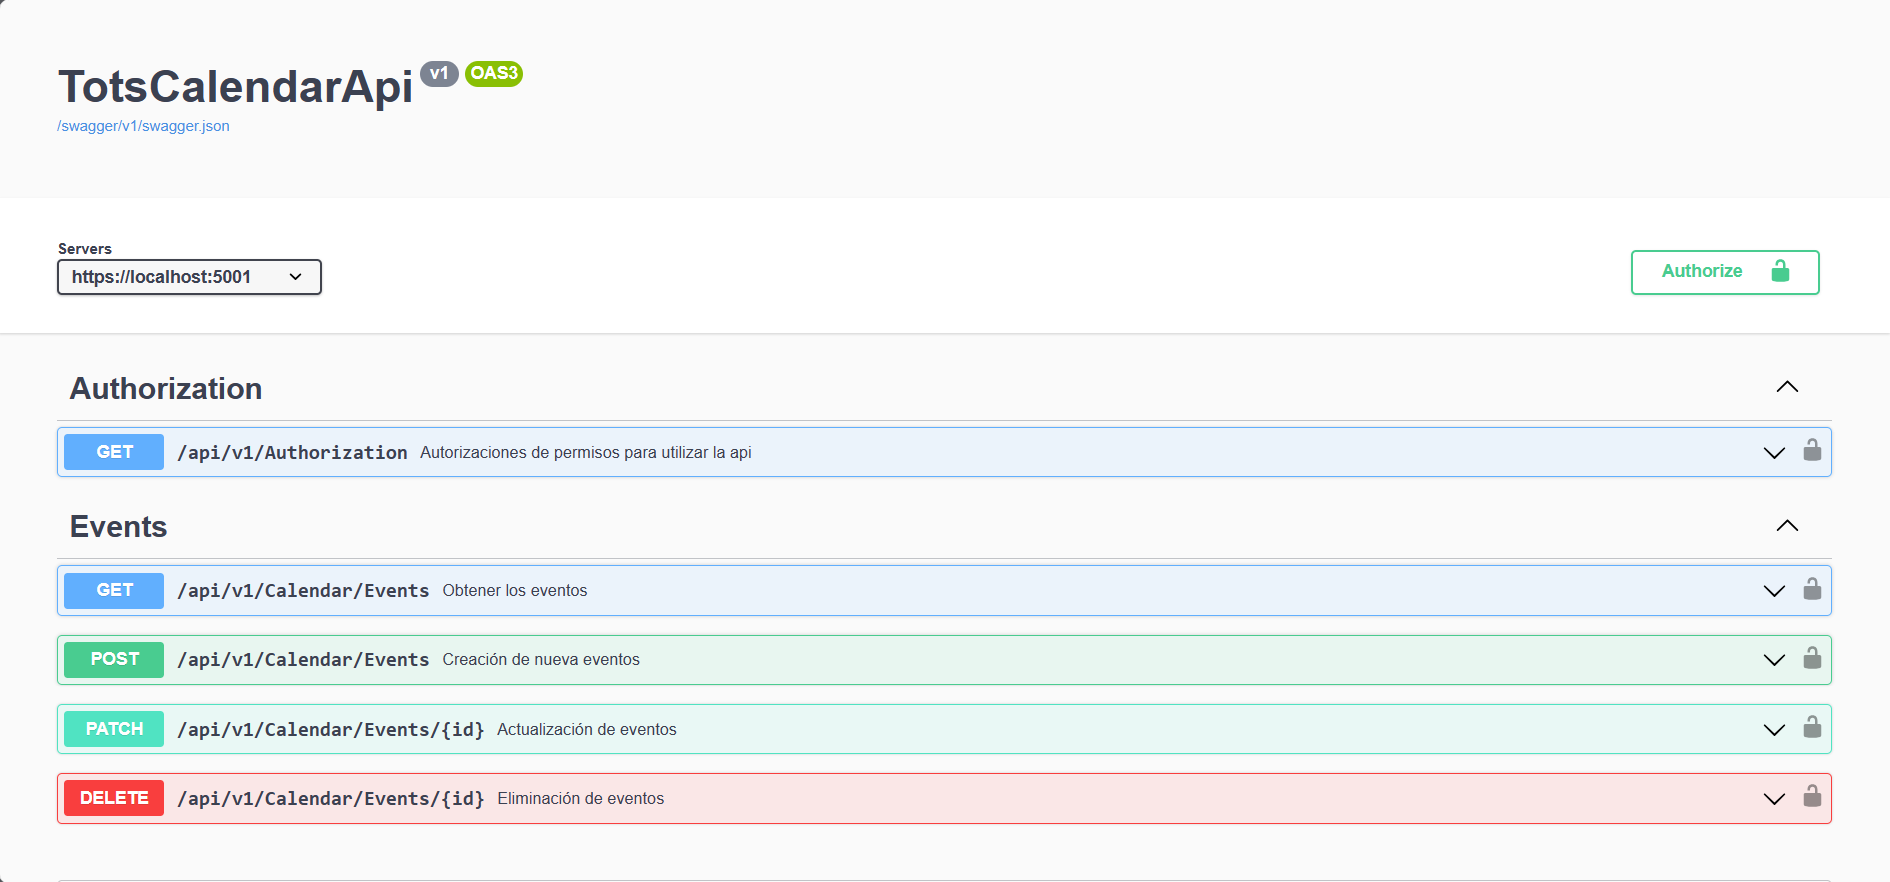 TotsCalendarApi v1 OAS3
/swagger/v1/swagger.json
Servers
https://localhost:5001
Authorize
Authorization
GET /api/v1/Authorization Autorizaciones de permisos para utilizar la api
Events
GET /api/v1/Calendar/Events Obtener los eventos
POST /api/v1/Calendar/Events Creación de nueva eventos
PATCH /api/v1/Calendar/Events/{id} Actualización de eventos
DELETE /api/v1/Calendar/Events/{id} Eliminación de eventos